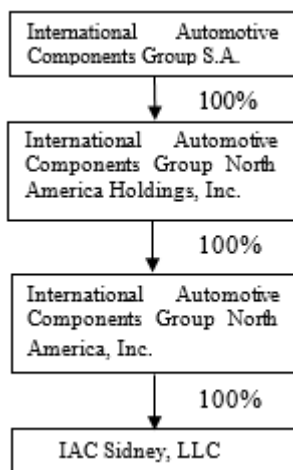 International Automotive
Components Group S.A.
100%
International Automotive
Components Group North
America Holdings, Inc.
100%
International Automotive
Components Group North
America, Inc.
100%
IAC Sidney, LLC